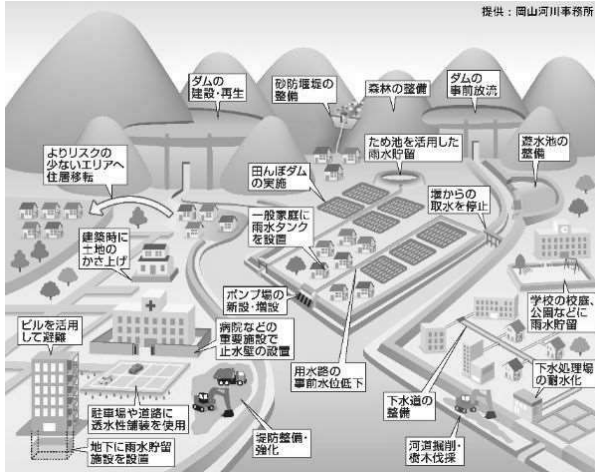 提供：岡山河川事務所
ダムの
建設・再生
砂防堰堤の
整備
森林の整備
ダムの
事前放流
よりリスクの
少ないエリアへ
住居移転
田んぼダム
の実施
ため池を活用した
雨水貯留
遊水池の
整備
一般家庭に
雨水タンク
を設置
堰からの
取水を停止
建築時に
土地の
かさ上げ
ポンプ場の
新設・増設
学校の校庭、
公園などに
雨水貯留
ビルを活用
して避難
病院などの
重要施設で
止水壁の設置
用水路の
事前水位低下
下水道の
整備
下水処理場
の耐水化
駐車場や道路に
透水性舗装を使用
地下に雨水貯留
施設を設置
堤防整備・
強化
河道掘削・
樹木伐採